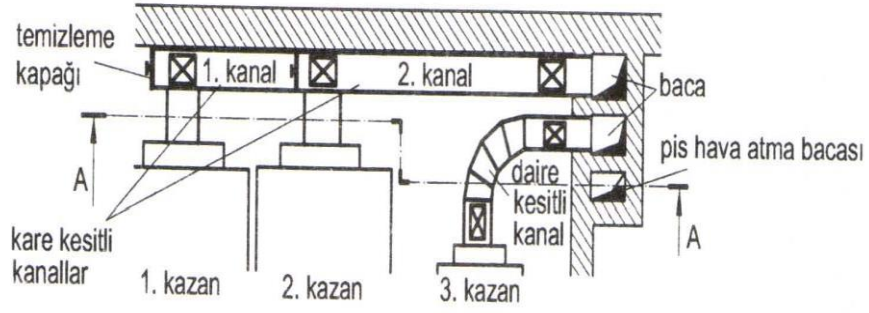 temizleme
kapağı
1. kanal
2. kanal
baca
pis hava atma bacası
A
daire
kesitli
kanal
A
kare kesitli
kanallar
1. kazan
2. kazan
3. kazan